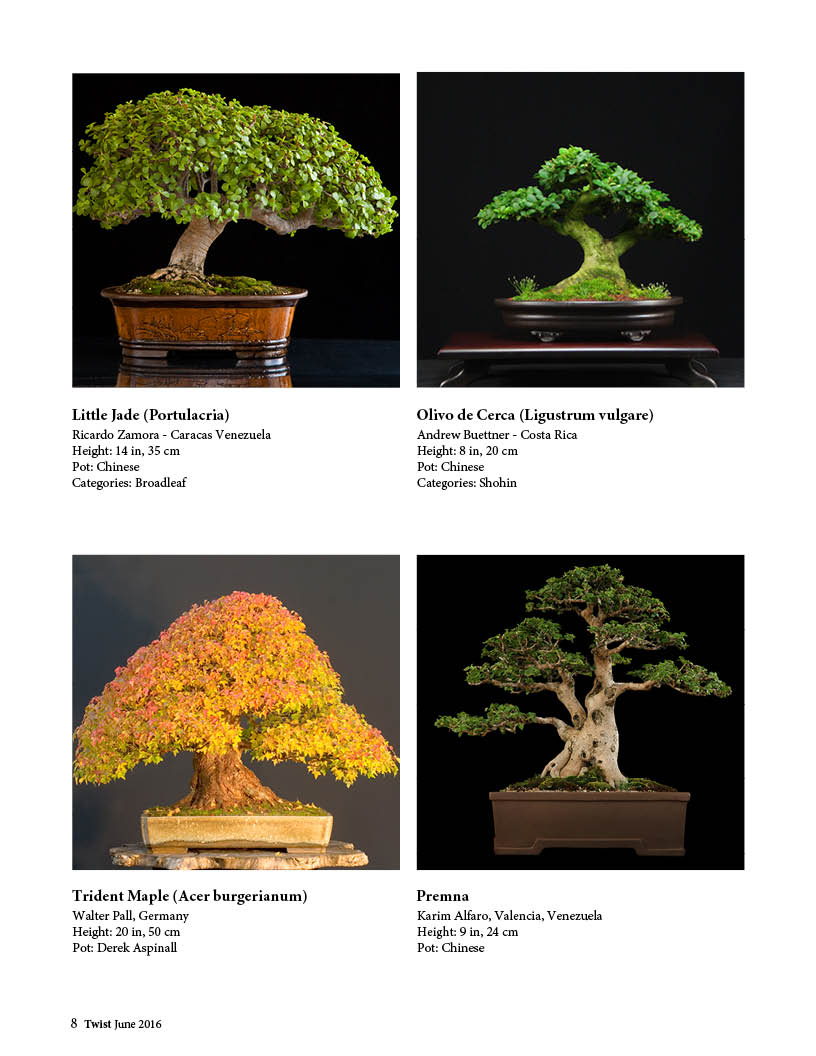 Little Jade (Portulacria)
Ricardo Zamora - Caracas Venezuela
Height: 14 in, 35 cm
Pot: Chinese
Categories: Broadleaf
Olivo de Cerca (Ligustrum vulgare)
Andrew Buettner - Costa Rica
Height: 8 in, 20 cm
Pot: Chinese
Categories: Shohin
Trident Maple (Acer burgerianum)
Walter Pall, Germany
Height: 20 in, 50 cm
Pot: Derek Aspinall
Premna
Karim Alfaro, Valencia, Venezuela
Height: 9 in, 24 cm
Pot: Chinese
8 Twist June 2016